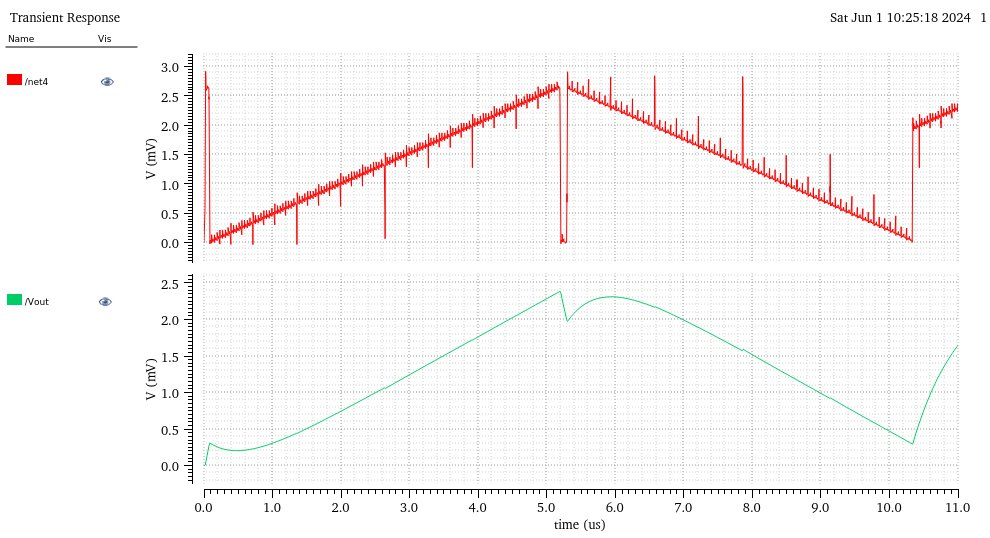 Transient Response
Sat Jun 1 10:25:18 2024 1
Name Vis
/net4
V (mV)
3.0
2.5
2.0
1.5
1.0
0.5
0.0
/Vout
V (mV)
2.5
2.0
1.5
1.0
0.5
0.0
0.0 1.0 2.0 3.0 4.0 5.0 6.0 7.0 8.0 9.0 10.0 11.0
time (us)